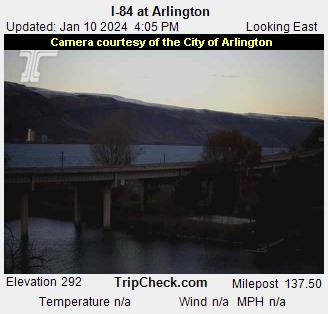 I-84 at Arlington
Updated: Jan 10 2024 4:05 PM Looking East
Camera courtesy of the City of Arlington
Elevation 292 TripCheck.com Milepost 137.50
Temperature n/a Wind n/a MPH n/a